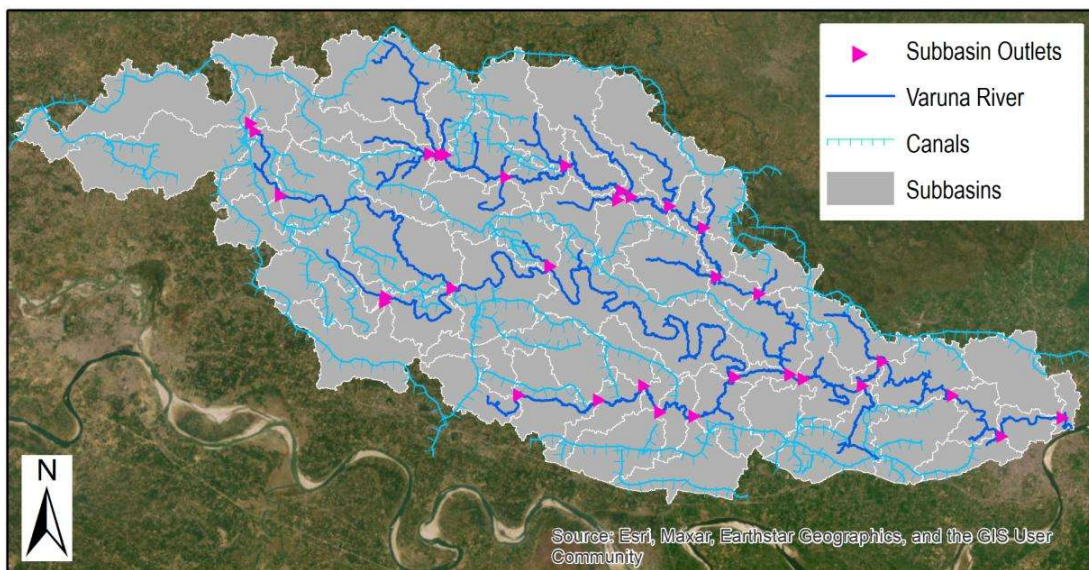 Subbasin Outlets
Varuna River
Canals
Subbasins
N
Source: Esri, Maxar, Earthstar Geographics, and the GIS User
Community